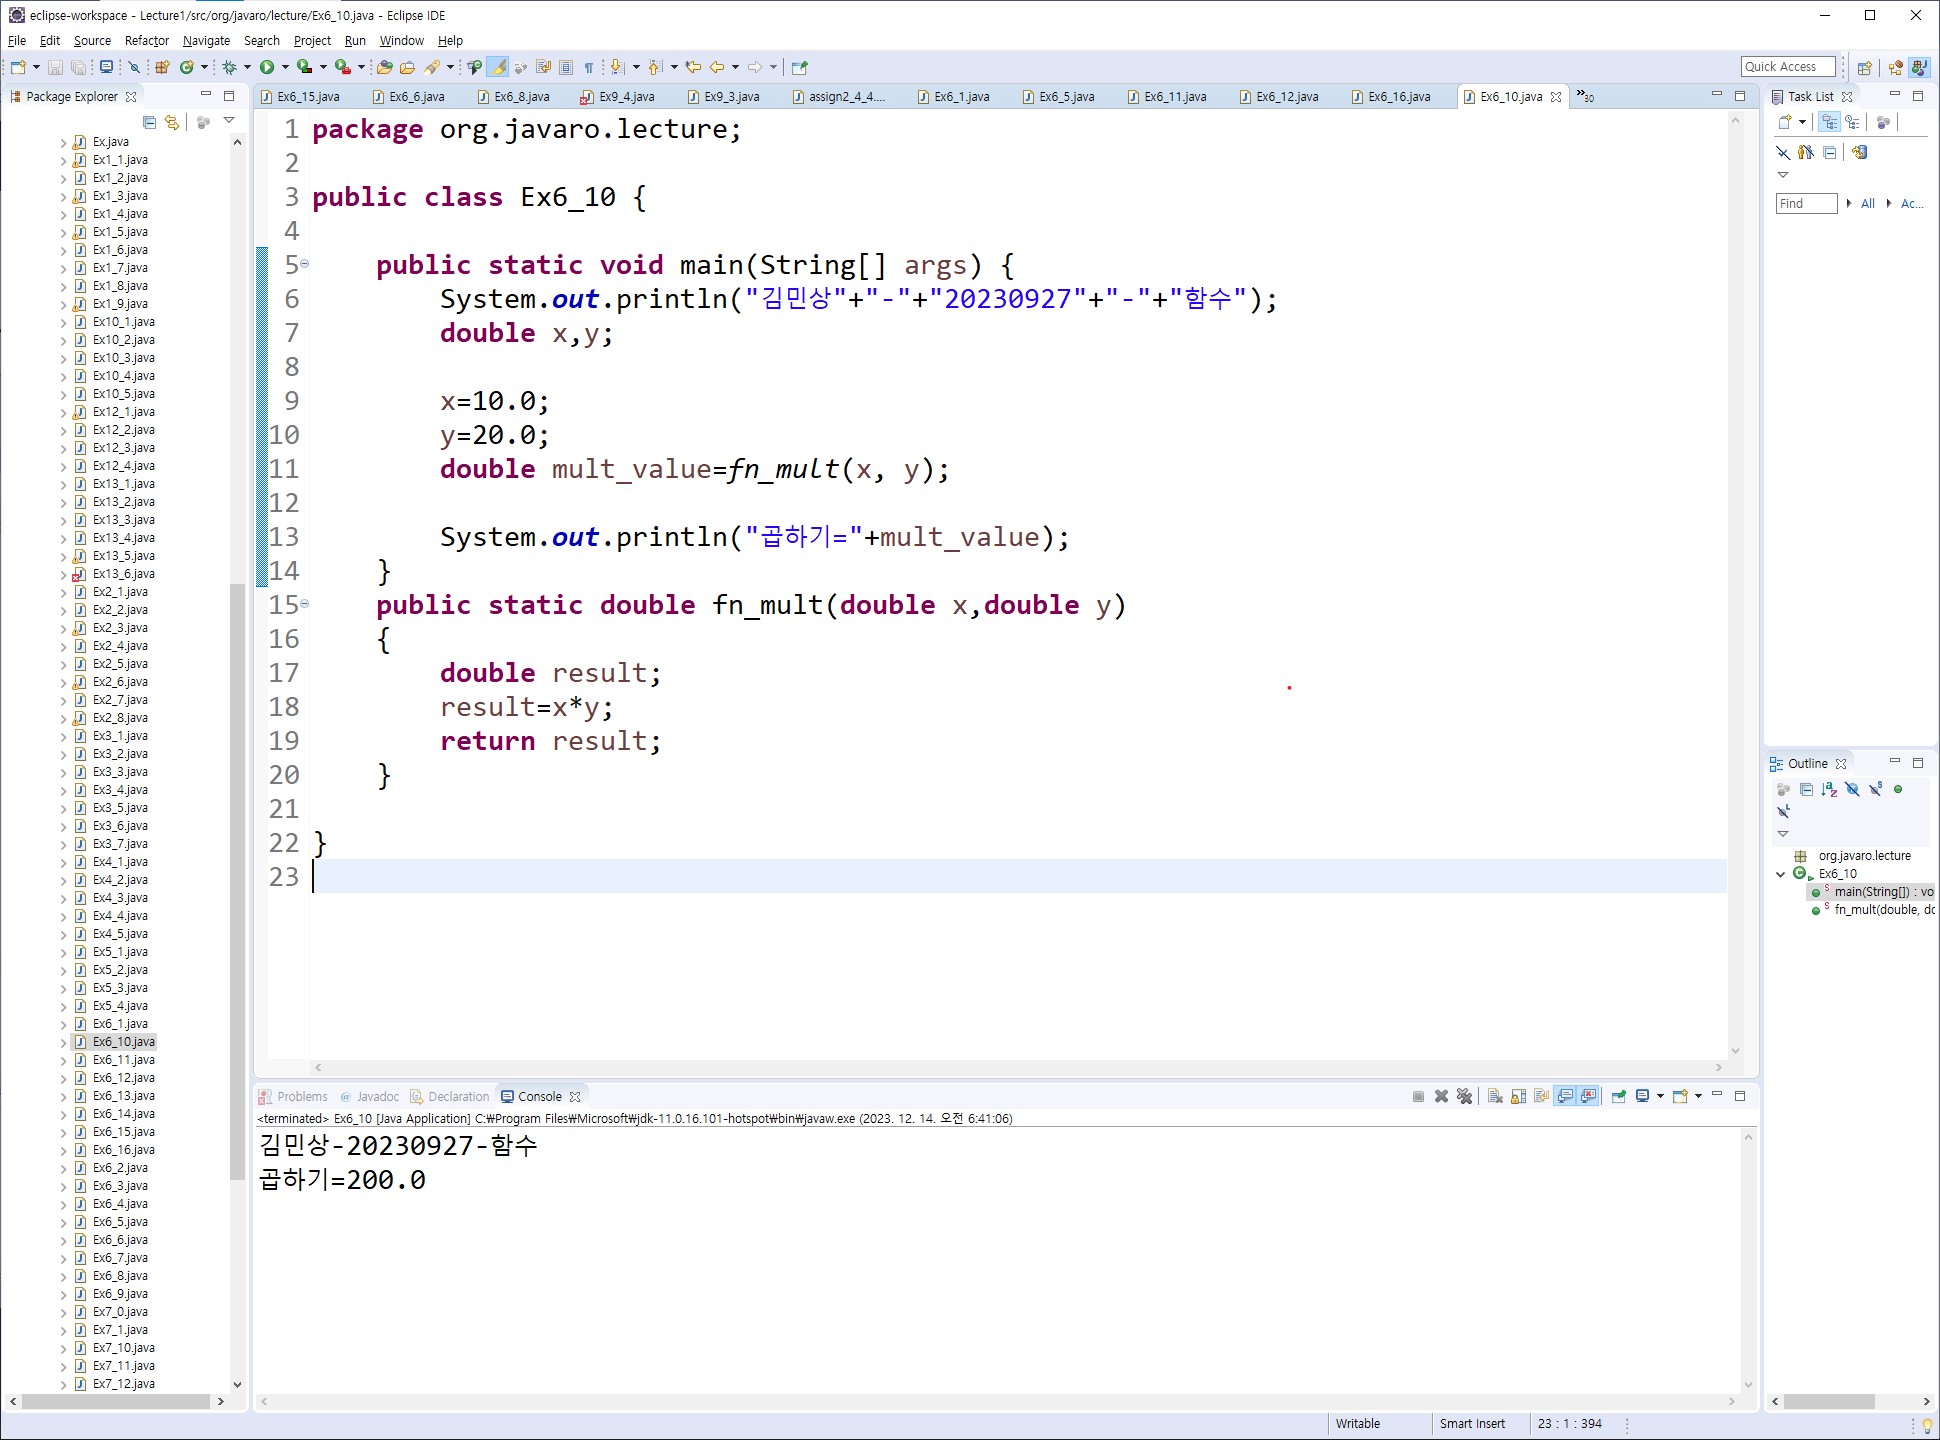 eclipse-workspace - Lecture1/src/org/javaro/lecture/Ex6_10.java - Eclipse IDE
File Edit Source Refactor Navigate Search Project Run Window Help
Quick Access
Package Explorer
Ex.java
Ex1_1.java
Ex1_2.java
Ex1_3.java
Ex1_4.java
Ex1_5.java
Ex1_6.java
Ex1_7.java
Ex1_8.java
Ex1_9.java
Ex10_1.java
Ex10_2.java
Ex10_3.java
Ex10_4.java
Ex10_5.java
Ex12_1.java
Ex12_2.java
Ex12_3.java
Ex12_4.java
Ex13_1.java
Ex13_2.java
Ex13_3.java
Ex13_4.java
Ex13_5.java
Ex13_6.java
Ex2_1.java
Ex2_2.java
Ex2_3.java
Ex2_4.java
Ex2_5.java
Ex2_6.java
Ex2_7.java
Ex2_8.java
Ex3_1.java
Ex3_2.java
Ex3_3.java
Ex3_4.java
Ex3_5.java
Ex3_6.java
Ex3_7.java
Ex4_1.java
Ex4_2.java
Ex4_3.java
Ex4_4.java
Ex4_5.java
Ex5_1.java
Ex5_2.java
Ex5_3.java
Ex5_4.java
Ex6_1.java
Ex6_10.java
Ex6_11.java
Ex6_12.java
Ex6_13.java
Ex6_14.java
Ex6_15.java
Ex6_16.java
Ex6_2.java
Ex6_3.java
Ex6_4.java
Ex6_5.java
Ex6_6.java
Ex6_7.java
Ex6_8.java
Ex6_9.java
Ex7_0.java
Ex7_1.java
Ex7_10.java
Ex7_11.java
Ex7_12.java
Ex6_15.java Ex6_6.java Ex6_8.java Ex9_4.java Ex9_3.java assign2_4_4.... Ex6_1.java Ex6_5.java Ex6_11.java Ex6_12.java Ex6_16.java Ex6_10.java »30
1 package org.javaro.lecture;
2
3 public class Ex6_10 {
4
5 public static void main(String[] args) {
6 System.out.println("김민상"+"-"+"20230927"+"-"+"함수");
7 double x,y;
8
9 x=10.0;
10 y=20.0;
11 double mult_value=fn_mult(x, y);
12
13 System.out.println("곱하기="+mult_value);
14 }
15 public static double fn_mult(double x,double y)
16 {
17 double result;
18 result=x*y;
19 return result;
20 }
21
22 }
23
Problems @ Javadoc Declaration Console
<terminated> Ex6_10 [Java Application] C:₩Program Files₩Microsoft₩jdk-11.0.16.101-hotspot₩bin₩javaw.exe (2023. 12. 14. 오전 6:41:06)
김민상-20230927-함수
곱하기=200.0
Task List
Find All Ac...
Outline
org.javaro.lecture
Ex6_10
main(String[]) : vo
fn_mult(double, dc
Writable Smart Insert 23 : 1 : 394